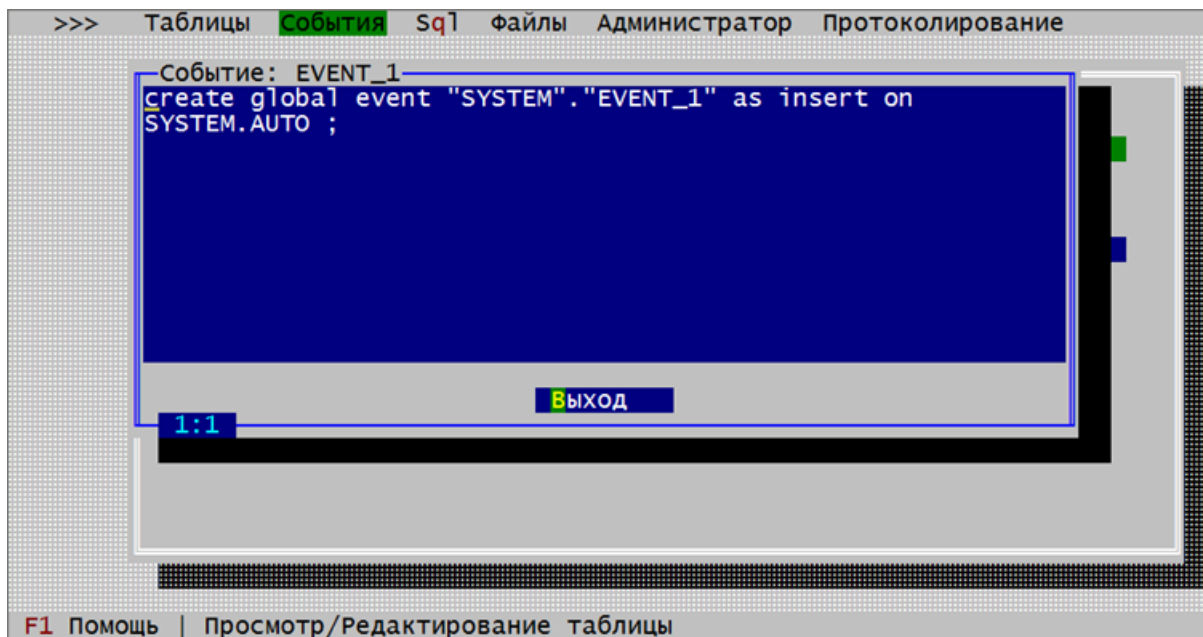 >>> Таблицы События Sql Файлы Администратор Протоколирование
Событие: EVENT_1
create global event "SYSTEM"."EVENT_1" as insert on
SYSTEM.AUTO ;
Выход
1:1
F1 Помощь | Просмотр/Редактирование таблицы